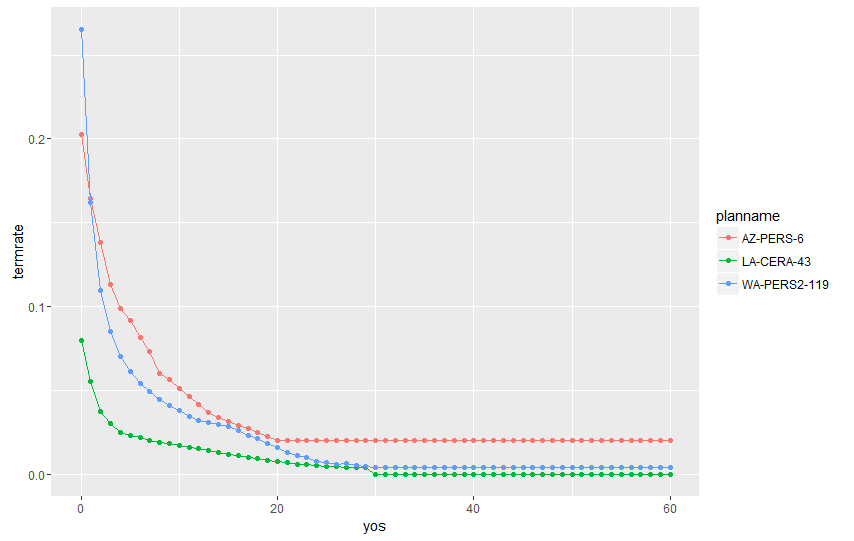 termrate
0.2
0.1
0.0
0
20
40
60
yos
planname
AZ-PERS-6
LA-CERA-43
WA-PERS2-119